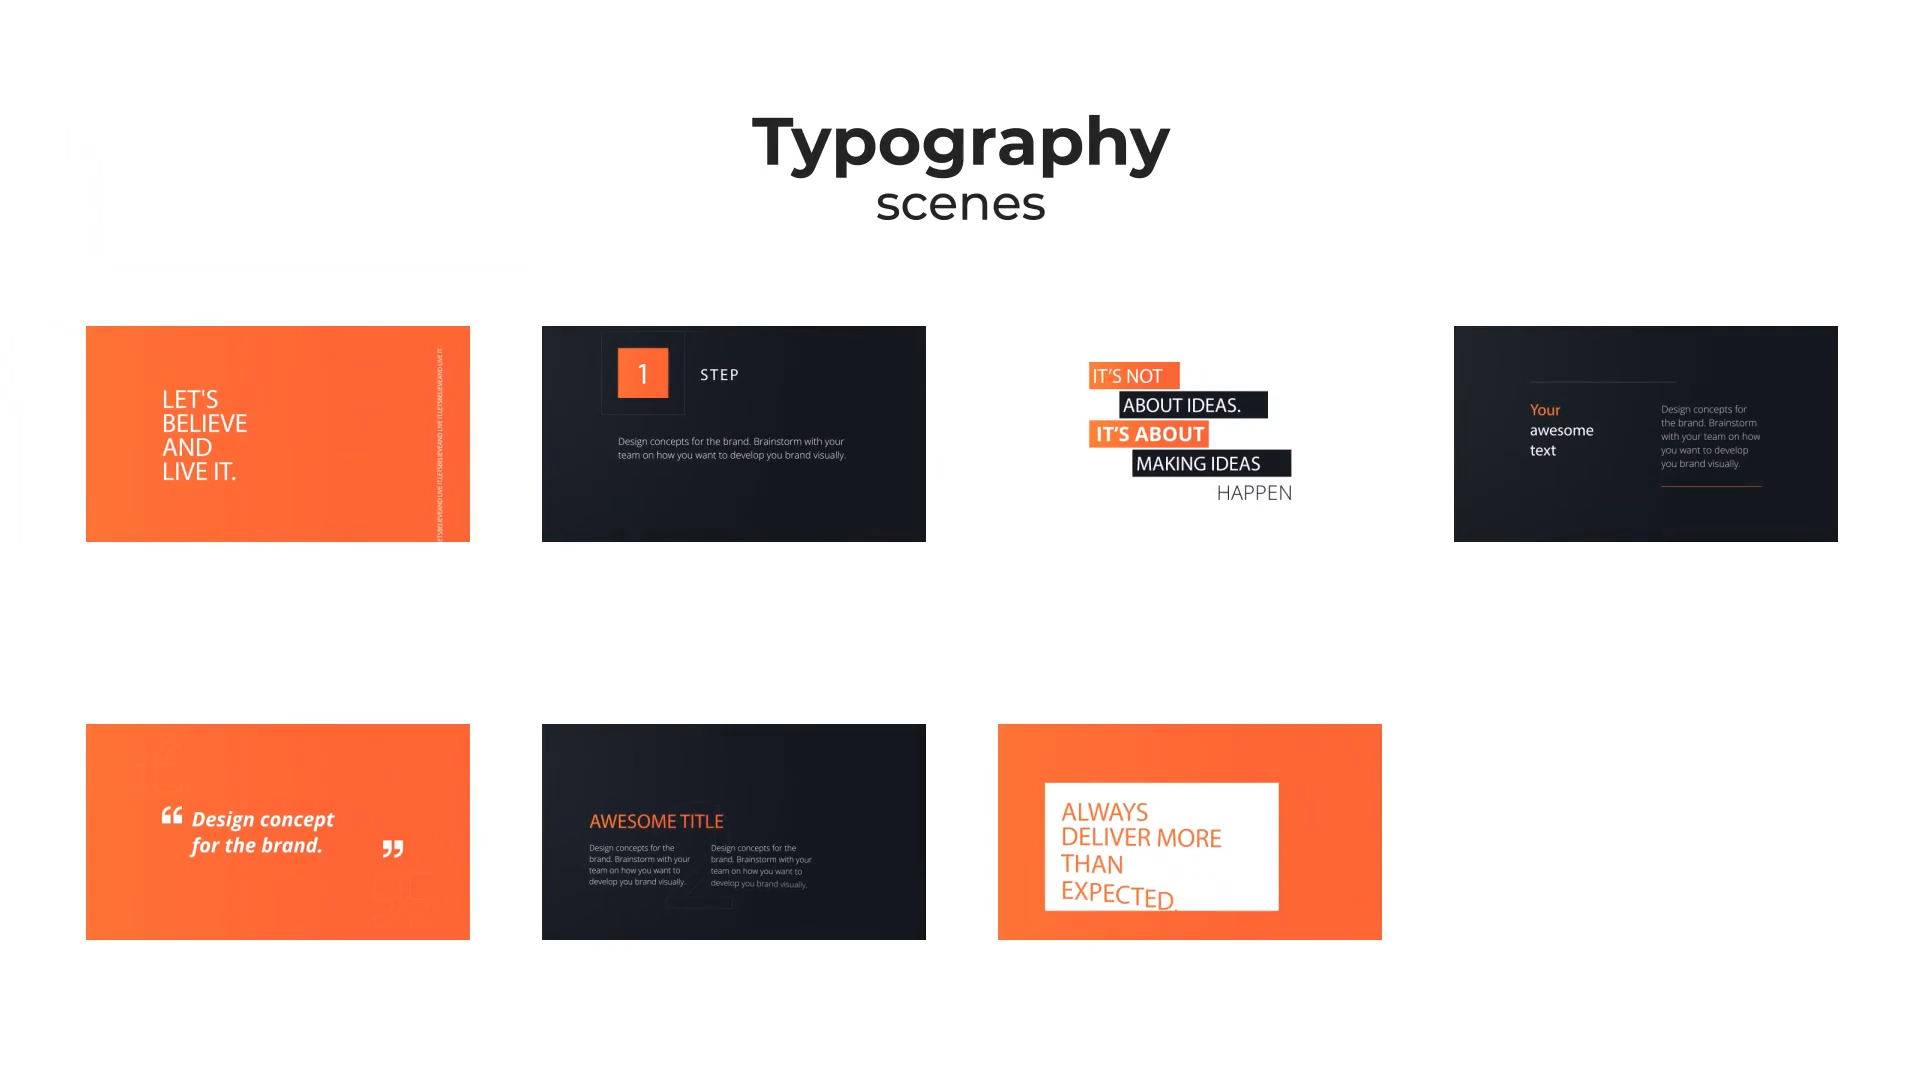 Typography
scenes
LET'S
BELIEVE
AND
LIVE IT.
1
STEP
Design concepts for the brand. Brainstorm with your
team on how you want to develop you brand visually.
IT'S NOT
ABOUT IDEAS.
IT'S ABOUT
MAKING IDEAS
HAPPEN
Your
awesome
text
Design concepts for
the brand. Brainstorm
with your team on how
you want to develop
you brand visually.
“ Design concept
for the brand. ”
AWESOME TITLE
Design concepts for the
brand. Brainstorm with your
team on how you want to
develop you brand visually.
Design concepts for the
brand. Brainstorm with your
team on how you want to
develop you brand visually.
2
ALWAYS
DELIVER MORE
THAN
EXPECTED.